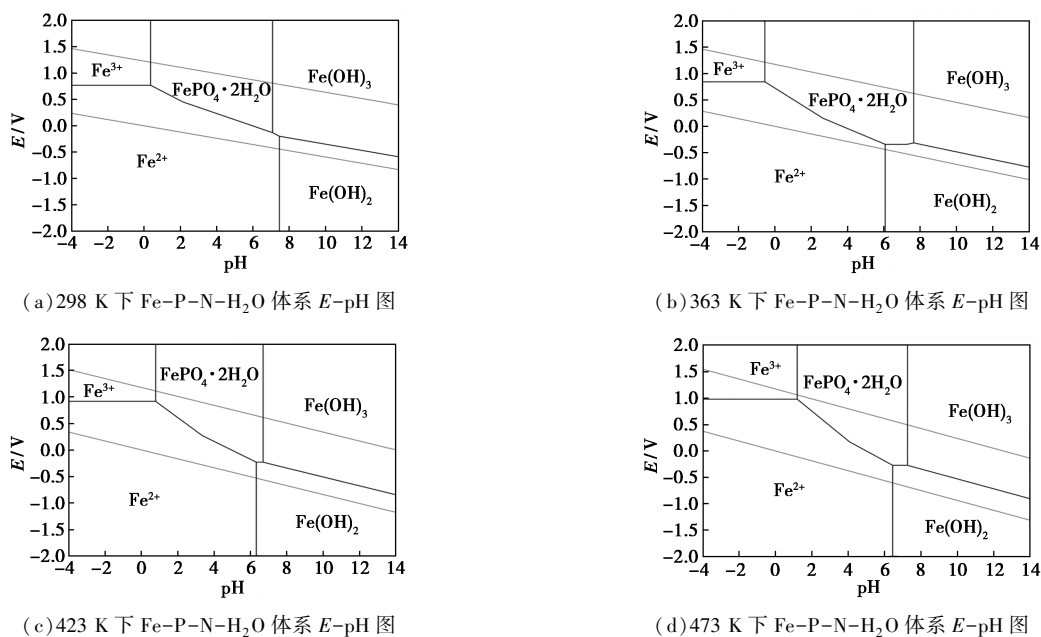 2.0
1.5
1.0
0.5
0.0
−0.5
−1.0
−1.5
−2.0
E/V
Fe³⁺
FePO₄·2H₂O
Fe(OH)₃
Fe²⁺
Fe(OH)₂
−4 −2 0 2 4 6 8 10 12 14
pH
(a)298 K 下 Fe-P-N-H₂O 体系 E-pH 图
2.0
1.5
1.0
0.5
0.0
−0.5
−1.0
−1.5
−2.0
E/V
Fe³⁺
FePO₄·2H₂O
Fe(OH)₃
Fe²⁺
Fe(OH)₂
−4 −2 0 2 4 6 8 10 12 14
pH
(b)363 K 下 Fe-P-N-H₂O 体系 E-pH 图
2.0
1.5
1.0
0.5
0.0
−0.5
−1.0
−1.5
−2.0
E/V
FePO₄·2H₂O
Fe³⁺
Fe(OH)₃
Fe²⁺
Fe(OH)₂
−4 −2 0 2 4 6 8 10 12 14
pH
(c)423 K 下 Fe-P-N-H₂O 体系 E-pH 图
2.0
1.5
1.0
0.5
0.0
−0.5
−1.0
−1.5
−2.0
E/V
Fe³⁺
FePO₄·2H₂O
Fe(OH)₃
Fe²⁺
Fe(OH)₂
−4 −2 0 2 4 6 8 10 12 14
pH
(d)473 K 下 Fe-P-N-H₂O 体系 E-pH 图